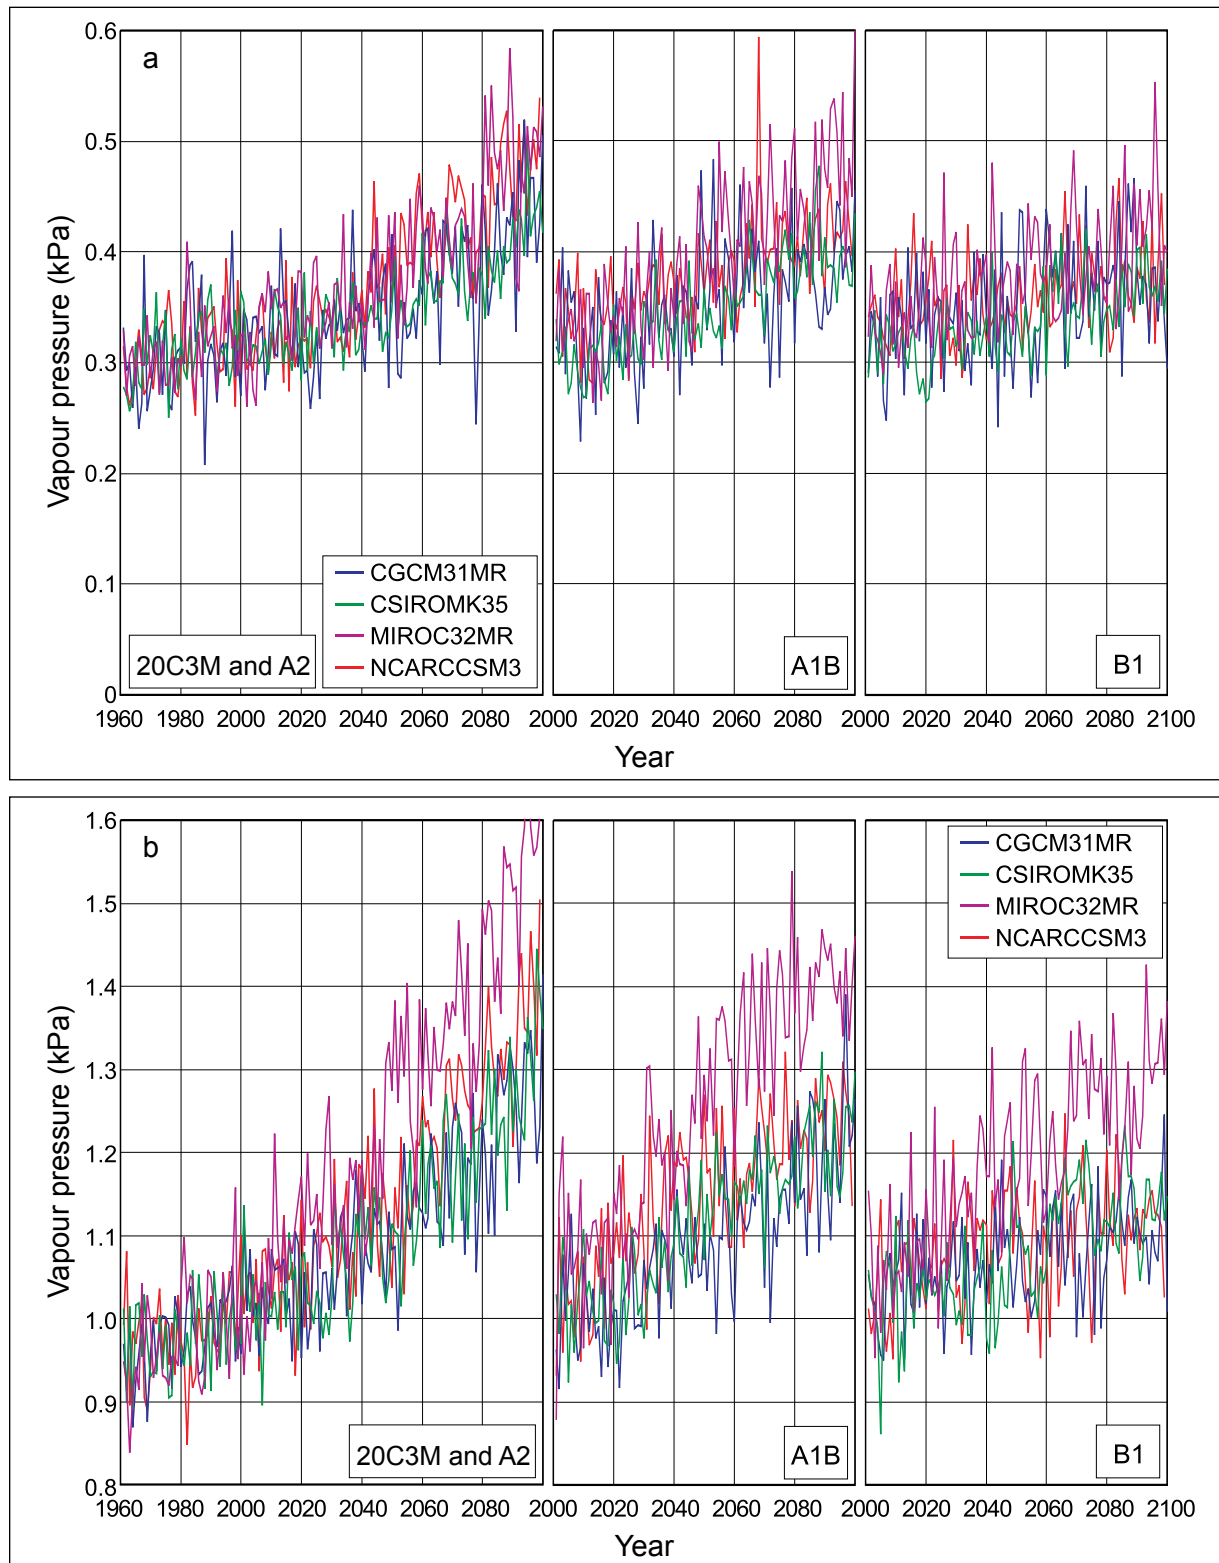 a
0.6
0.5
0.4
0.3
0.2
0.1
0
Vapour pressure (kPa)
CGCM31MR
CSIROMK35
MIROC32MR
NCARCCSM3
20C3M and A2
A1B
B1
1960 1980 2000 2020 2040 2060 2080 2000 2020 2040 2060 2080 2000 2020 2040 2060 2080 2100
Year
b
1.6
1.5
1.4
1.3
1.2
1.1
1.0
0.9
0.8
Vapour pressure (kPa)
CGCM31MR
CSIROMK35
MIROC32MR
NCARCCSM3
20C3M and A2
A1B
B1
1960 1980 2000 2020 2040 2060 2080 2000 2020 2040 2060 2080 2000 2020 2040 2060 2080 2100
Year